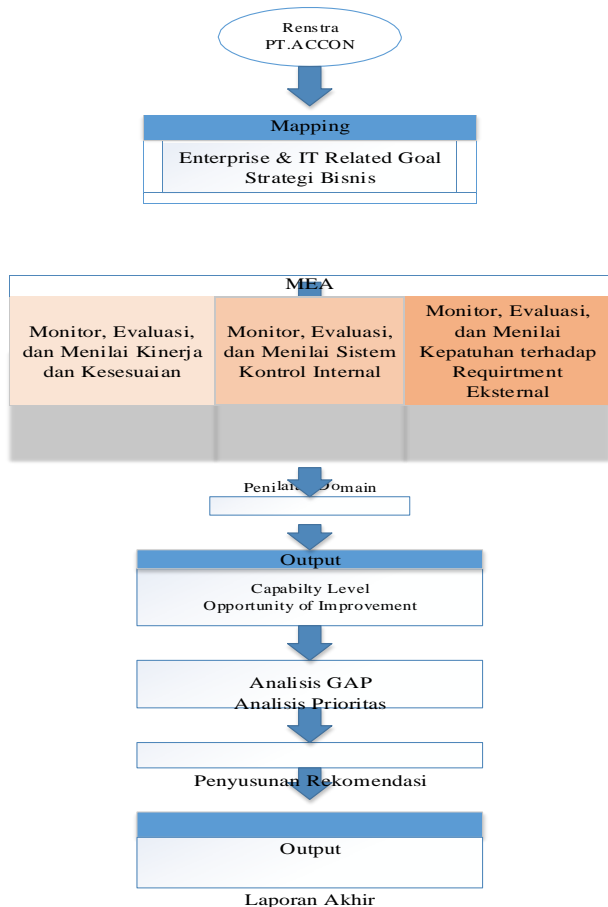 Renstra
PT.ACCON
Mapping
Enterprise & IT Related Goal
Strategi Bisnis
MEA
Monitor, Evaluasi,
dan Menilai Kinerja
dan Kesesuaian
Monitor, Evaluasi,
dan Menilai Sistem
Kontrol Internal
Monitor, Evaluasi,
dan Menilai
Kepatuhan terhadap
Requirtment
Eksternal
Domain
Output
Capabilty Level
Opportunity of Improvement
Analisis GAP
Analisis Prioritas
Penyusunan Rekomendasi
Output
Laporan Akhir